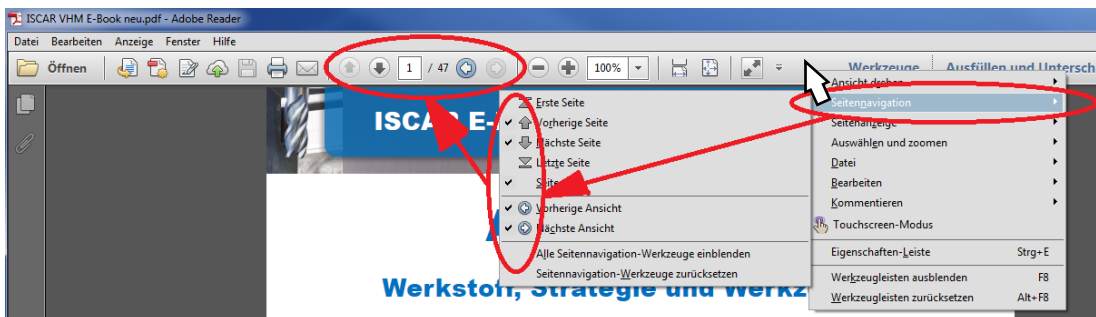 ISCAR VHM E-Book neu.pdf - Adobe Reader
Datei Bearbeiten Anzeige Fenster Hilfe
Öffnen 1 / 47 100% Werkzeuge Ausfüllen und Untersch
Ansicht drehen
Seitennavigation
Seitenanzeige
Auswählen und zoomen
Datei
Bearbeiten
Kommentieren
Touchscreen-Modus
Eigenschaften-Leiste Strg+E
Werkzeugleisten ausblenden F8
Werkzeugleisten zurücksetzen Alt+F8
Erste Seite
Vorherige Seite
Nächste Seite
Letzte Seite
Seite
Vorherige Ansicht
Nächste Ansicht
Alle Seitennavigation-Werkzeuge einblenden
Seitennavigation-Werkzeuge zurücksetzen
ISCAR E-
Werkstoff, Strategie und Werkz